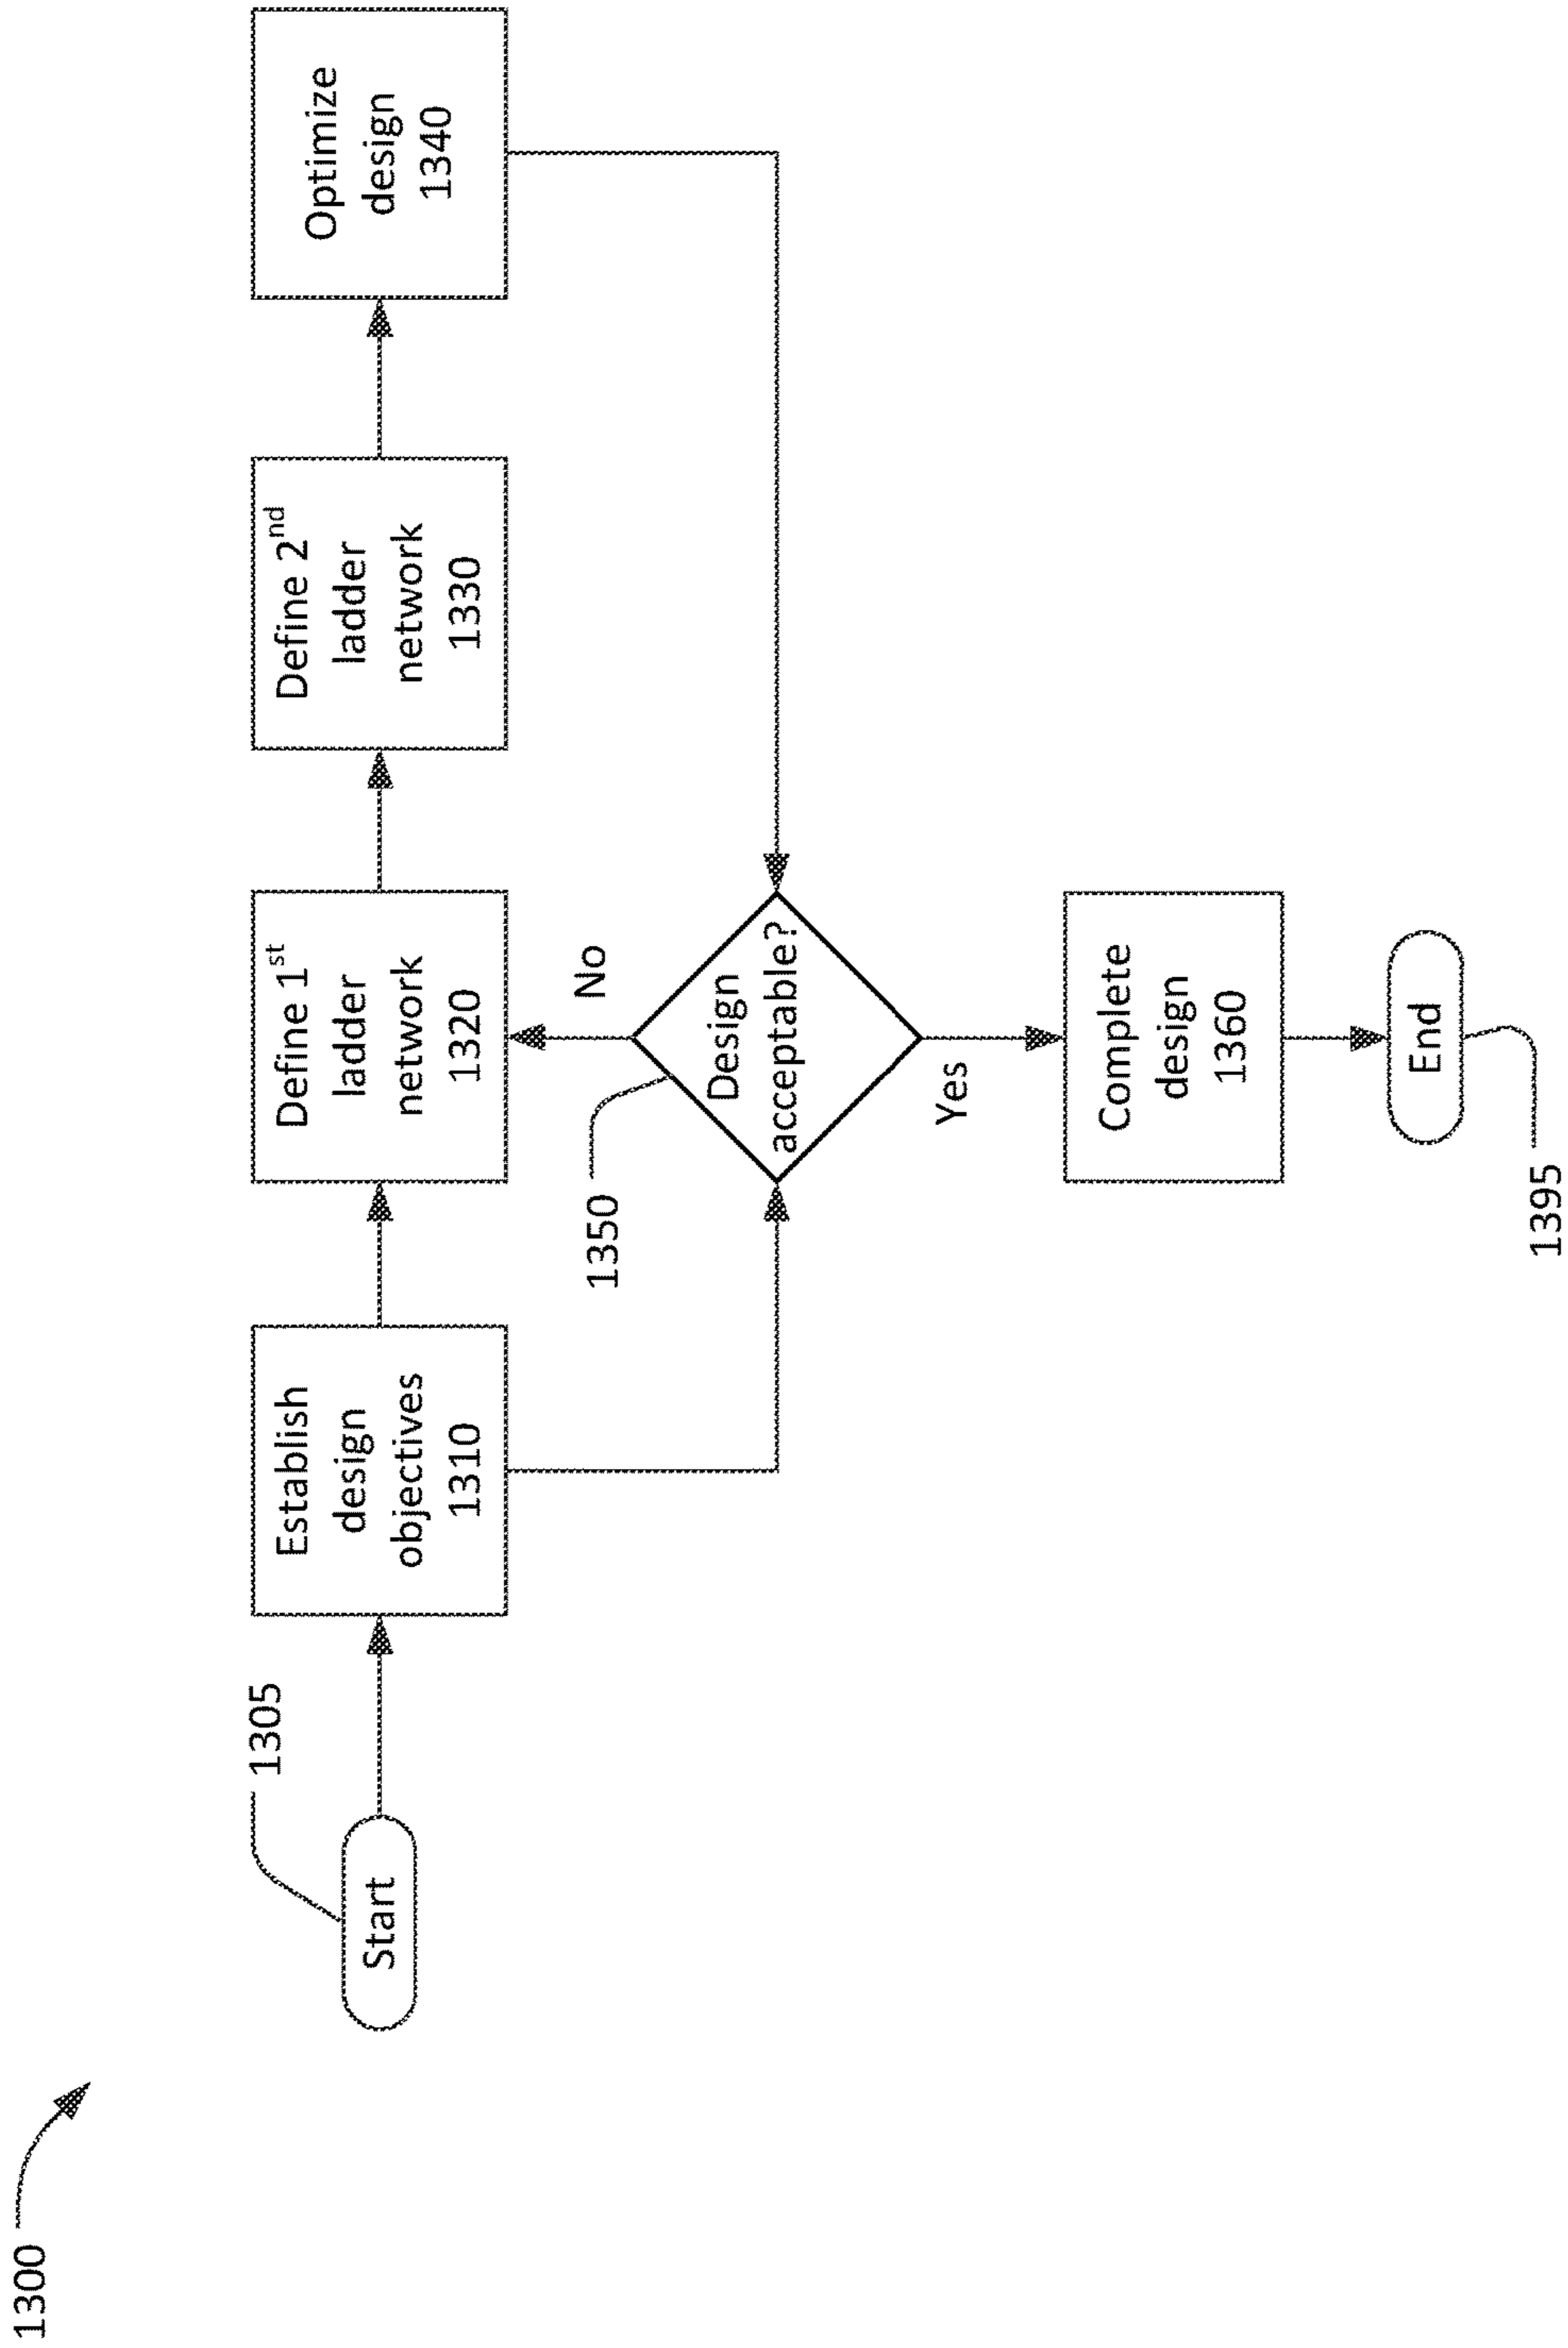 1300
1305
Start
Establish
design
objectives
1310
Define 1st
ladder
network
1320
Define 2nd
ladder
network
1330
Optimize
design
1340
1350
Design
acceptable?
No
Yes
Complete
design
1360
End
1395